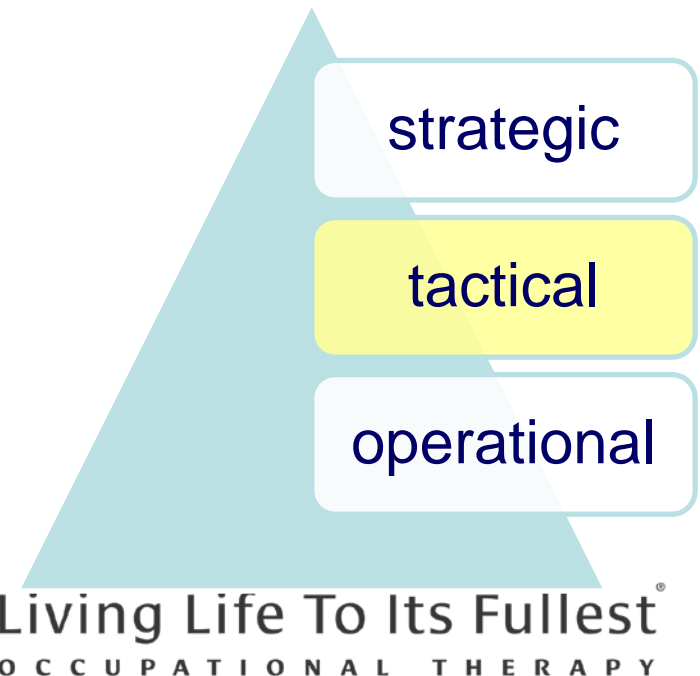 strategic
tactical
operational
Living Life To Its Fullest®
OCCUPATIONAL THERAPY